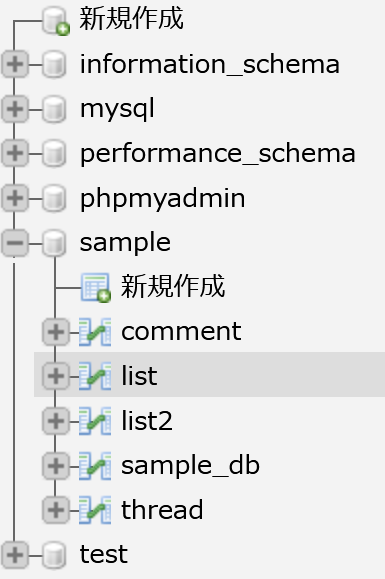 新規作成
information_schema
mysql
performance_schema
phpmyadmin
sample
新規作成
comment
list
list2
sample_db
thread
test